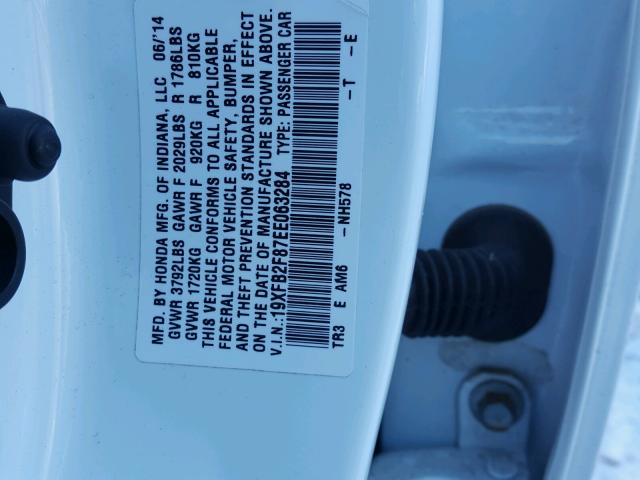 MFD. BY HONDA MFG. OF INDIANA, LLC 06/'14
GVWR 3792LBS GAWR F 2029LBS R 1786LBS
GVWR 1720KG GAWR F 920KG R 810KG
THIS VEHICLE CONFORMS TO ALL APPLICABLE
FEDERAL MOTOR VEHICLE SAFETY, BUMPER,
AND THEFT PREVENTION STANDARDS IN EFFECT
ON THE DATE OF MANUFACTURE SHOWN ABOVE.
V.I.N.:19XFB2F87EE063284 TYPE: PASSENGER CAR
TR3 E AM6 -NH578 -T -E